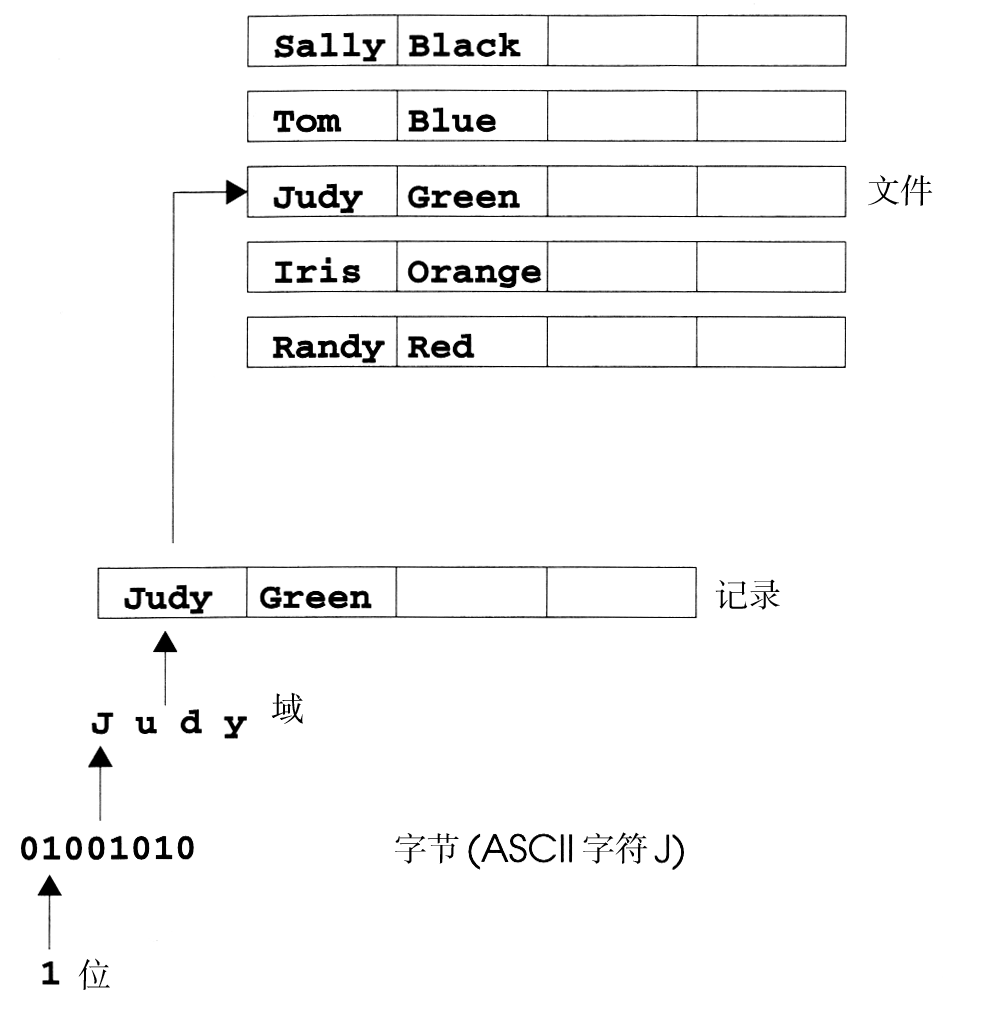 Sally Black
Tom Blue
Judy Green 文件
Iris Orange
Randy Red
Judy Green 记录
J u d y 域
01001010 字节(ASCII 字符 J)
1 位